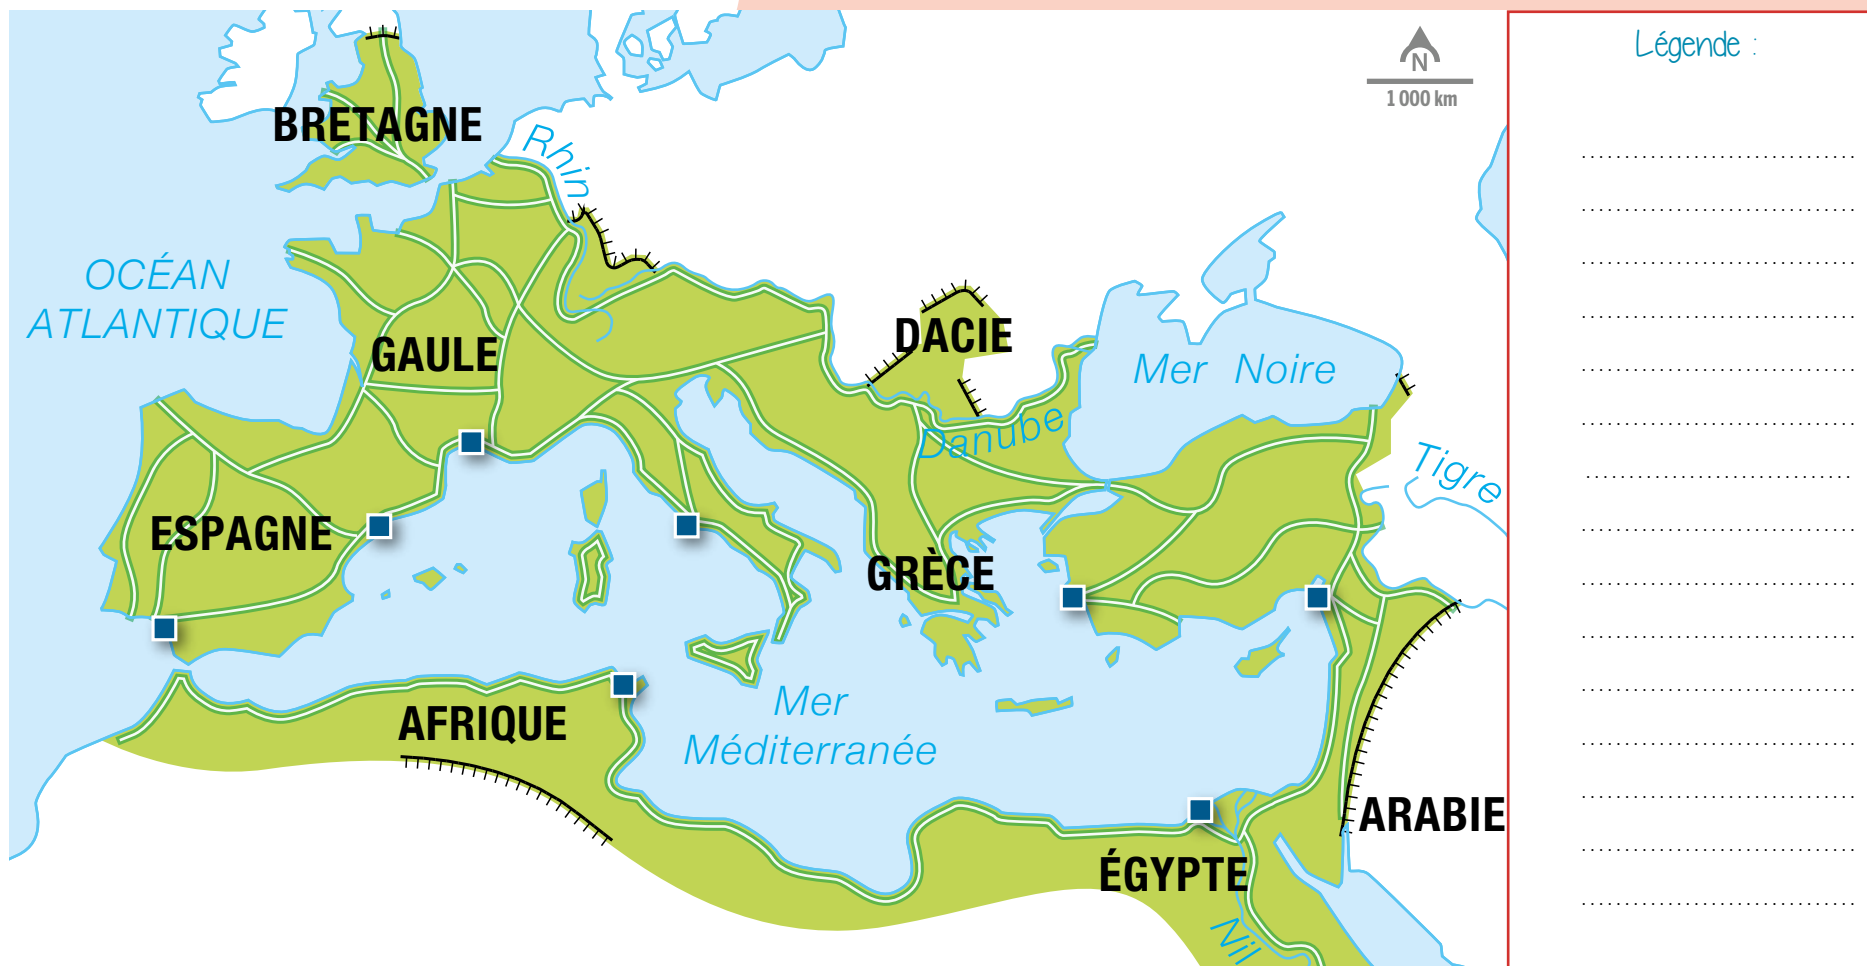 Légende :
N
1 000 km
BRETAGNE
Rhin
OCÉAN
ATLANTIQUE
GAULE
DACIE
Mer Noire
Danube
Tigre
ESPAGNE
GRÈCE
AFRIQUE
Mer
Méditerranée
ARABIE
ÉGYPTE
Nil